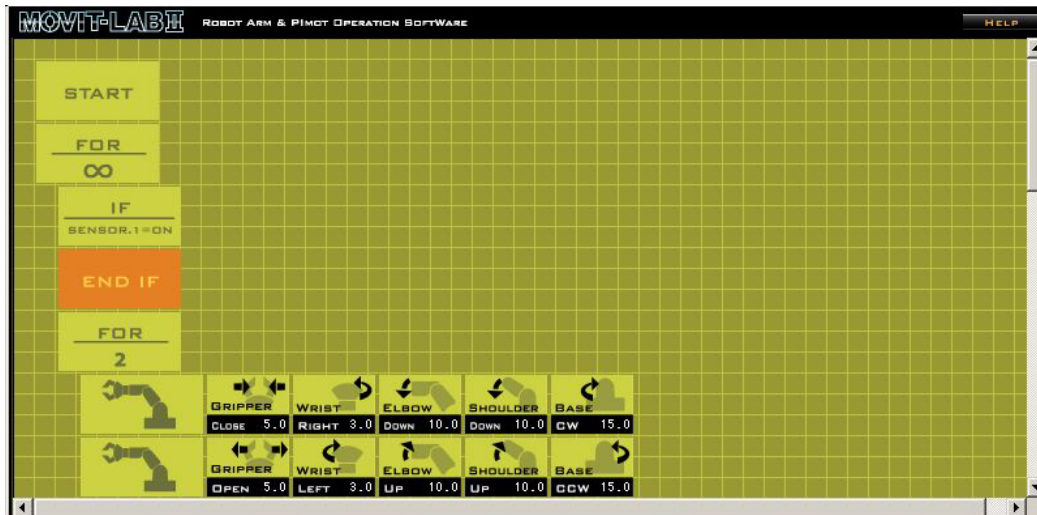 MOVIT-LAB II ROBOT ARM & PIMOT OPERATION SOFTWARE HELP
START
FOR
∞
IF
SENSOR.1=ON
END IF
FOR
2
GRIPPER WRIST ELBOW SHOULDER BASE
CLOSE 5.0 RIGHT 3.0 DOWN 10.0 DOWN 10.0 CW 15.0
GRIPPER WRIST ELBOW SHOULDER BASE
OPEN 5.0 LEFT 3.0 UP 10.0 UP 10.0 CCW 15.0